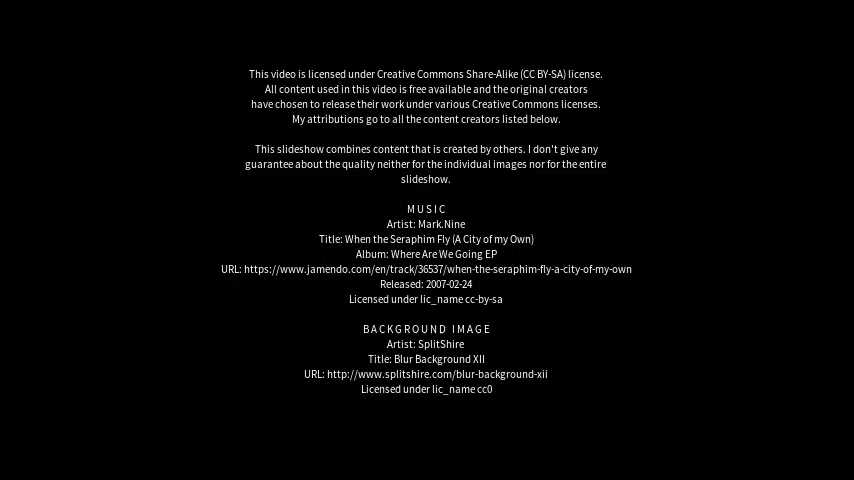 This video is licensed under Creative Commons Share-Alike (CC BY-SA) license.
All content used in this video is free available and the original creators
have chosen to release their work under various Creative Commons licenses.
My attributions go to all the content creators listed below.
This slideshow combines content that is created by others. I don't give any
guarantee about the quality neither for the individual images nor for the entire
slideshow.
MUSIC
Artist: Mark.Nine
Title: When the Seraphim Fly (A City of my Own)
Album: Where Are We Going EP
URL: https://www.jamendo.com/en/track/36537/when-the-seraphim-fly-a-city-of-my-own
Released: 2007-02-24
Licensed under lic_name cc-by-sa
BACKGROUND IMAGE
Artist: SplitShire
Title: Blur Background XII
URL: http://www.splitshire.com/blur-background-xii
Licensed under lic_name cc0